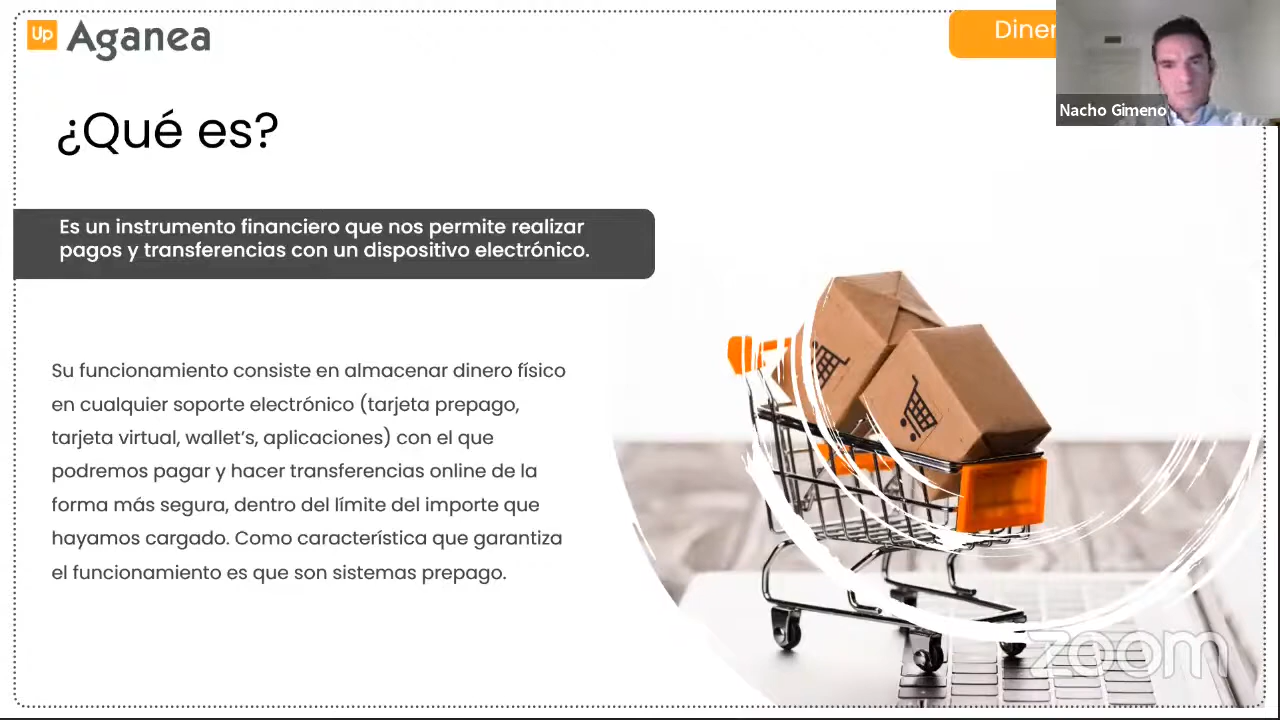 Up Aganea
Nacho Gimeno
¿Qué es?
Es un instrumento financiero que nos permite realizar
pagos y transferencias con un dispositivo electrónico.
Su funcionamiento consiste en almacenar dinero físico
en cualquier soporte electrónico (tarjeta prepago,
tarjeta virtual, wallet’s, aplicaciones) con el que
podremos pagar y hacer transferencias online de la
forma más segura, dentro del límite del importe que
hayamos cargado. Como característica que garantiza
el funcionamiento es que son sistemas prepago.
zoom